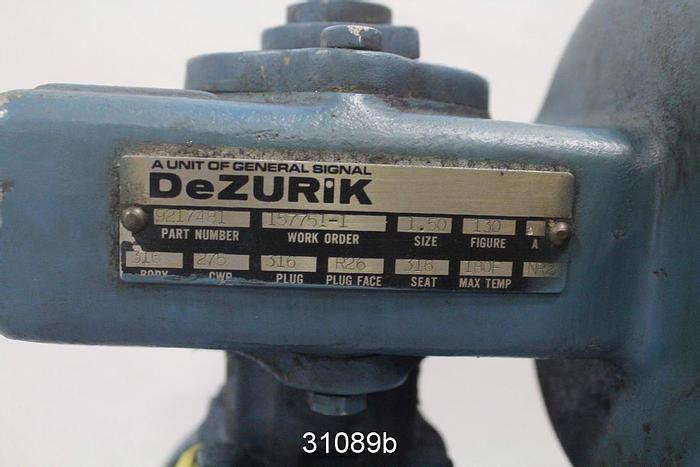 A UNIT OF GENERAL SIGNAL
DeZURIK
9217491 157751-1 1.50 130
PART NUMBER WORK ORDER SIZE FIGURE A
316 275 316 R26 316 180F
BODY CWP PLUG PLUG FACE SEAT MAX TEMP
31089b